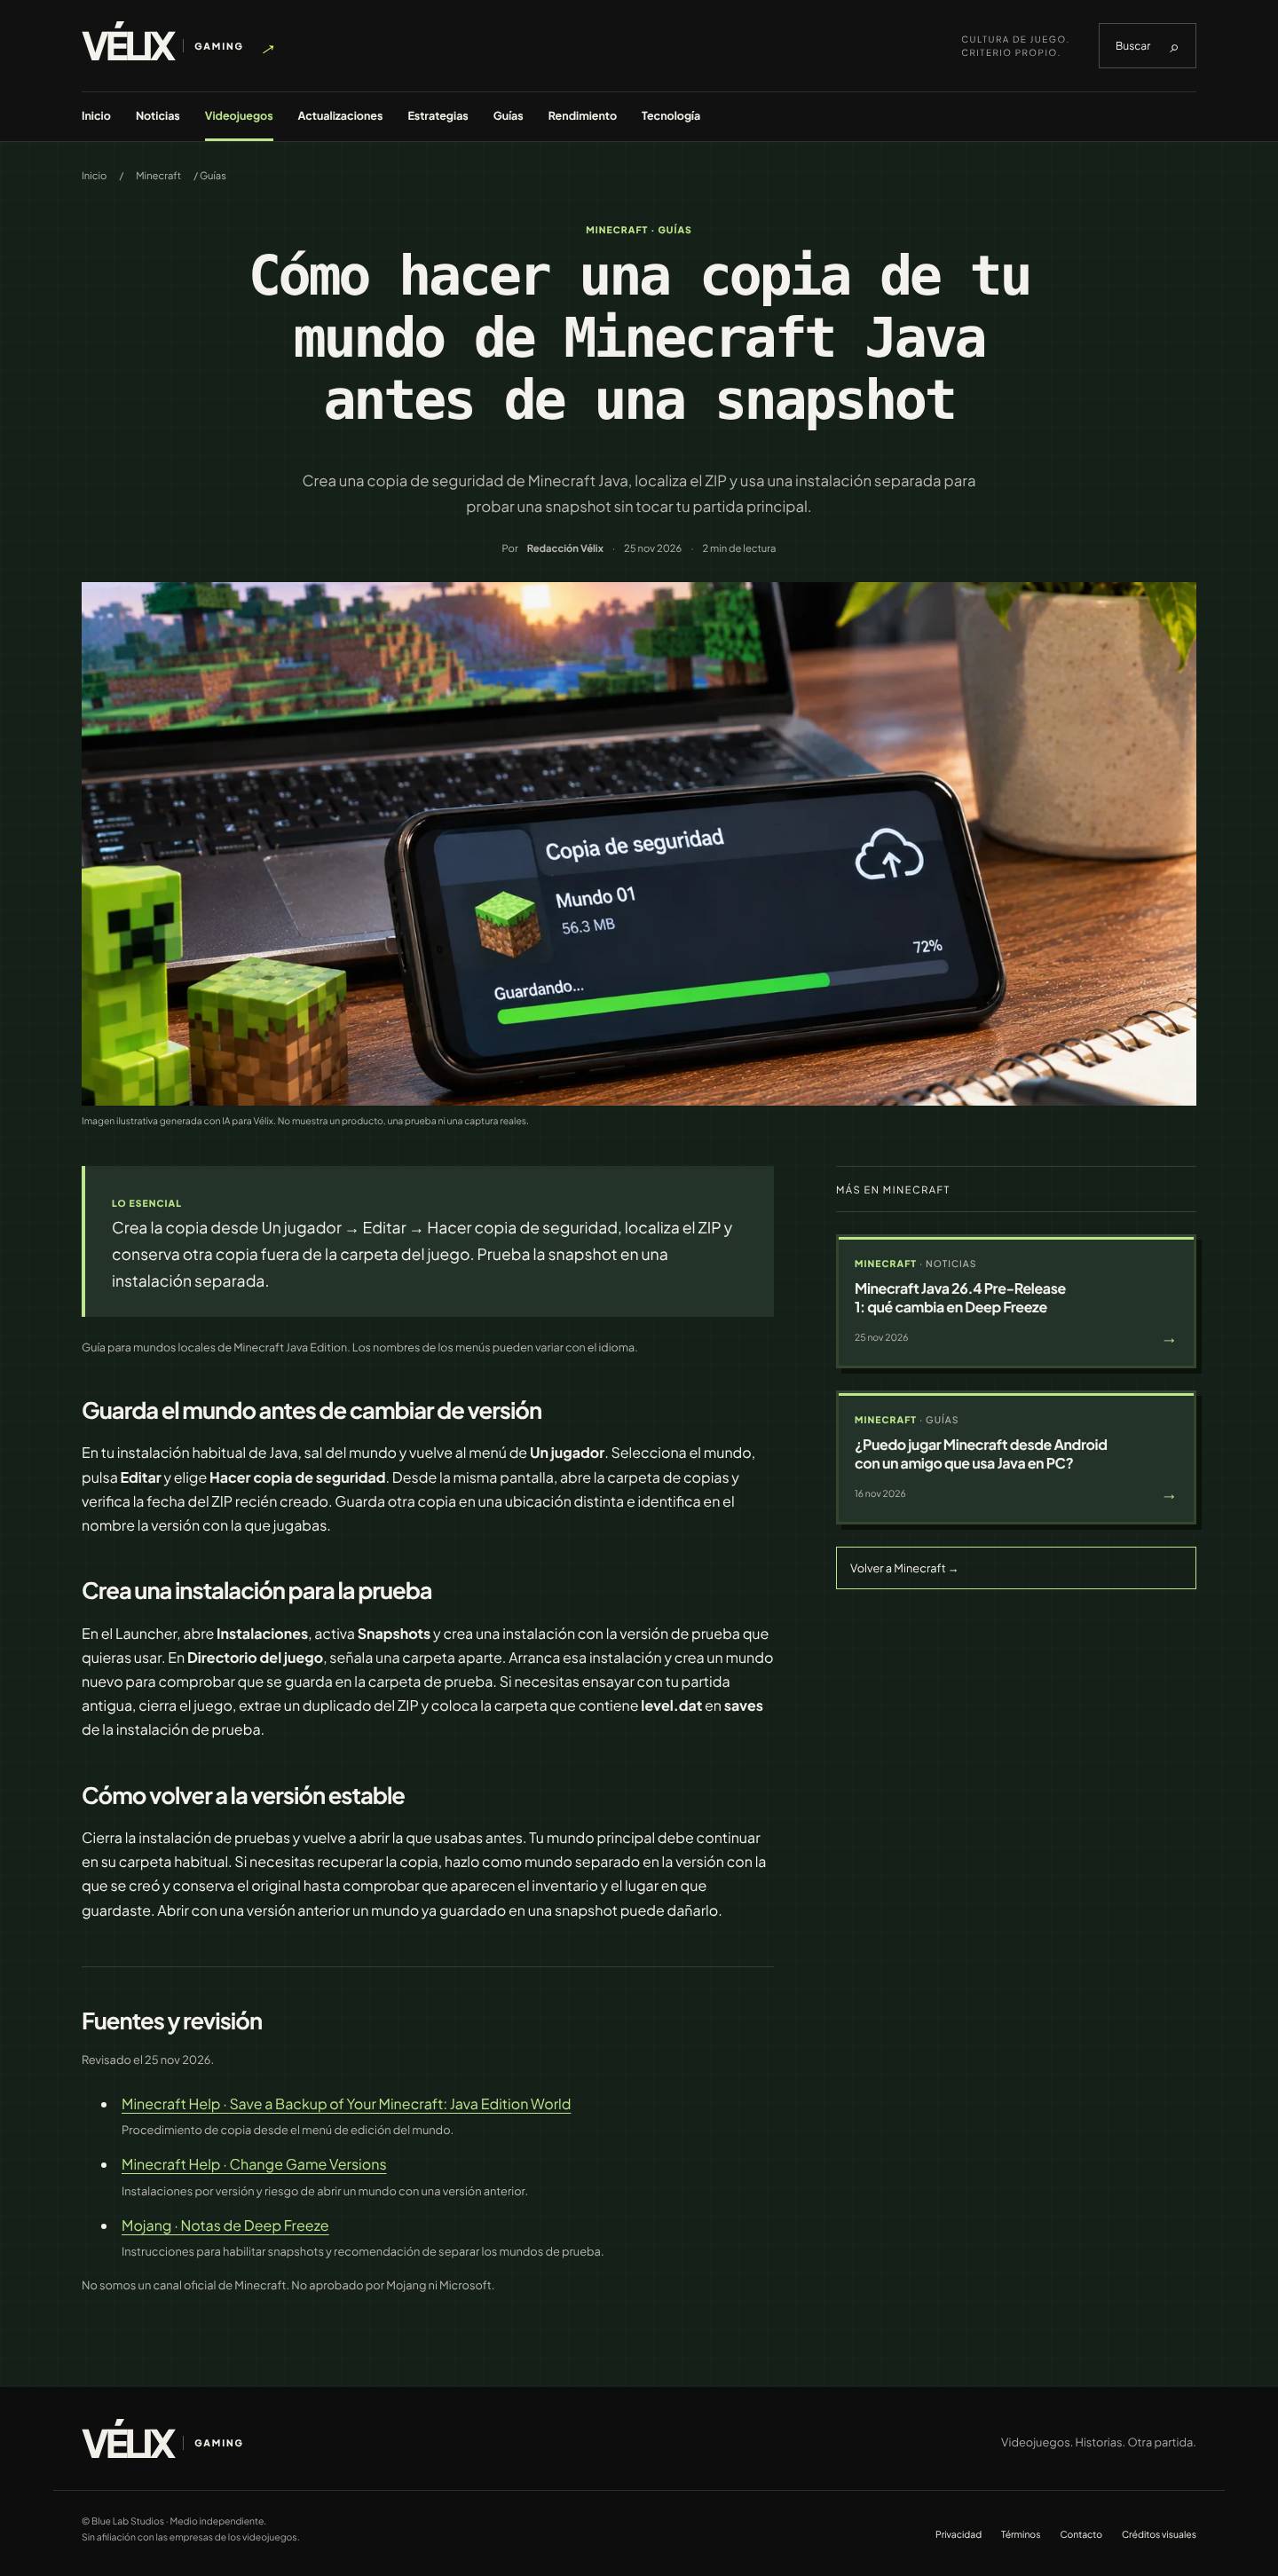 VÉLIX GAMING →
CULTURA DE JUEGO.
CRITERIO PROPIO.
Buscar ⌕
Inicio Noticias Videojuegos Actualizaciones Estrategias Guías Rendimiento Tecnología
Inicio / Minecraft / Guías
MINECRAFT · GUÍAS
Cómo hacer una copia de tu
mundo de Minecraft Java
antes de una snapshot
Crea una copia de seguridad de Minecraft Java, localiza el ZIP y usa una instalación separada para
probar una snapshot sin tocar tu partida principal.
Por Redacción Vélix · 25 nov 2026 · 2 min de lectura
Copia de seguridad
Mundo 01
56.3 MB
72%
Guardando...
Imagen ilustrativa generada con IA para Vélix. No muestra un producto, una prueba ni una captura reales.
LO ESENCIAL
Crea la copia desde Un jugador → Editar → Hacer copia de seguridad, localiza el ZIP y
conserva otra copia fuera de la carpeta del juego. Prueba la snapshot en una
instalación separada.
Guía para mundos locales de Minecraft Java Edition. Los nombres de los menús pueden variar con el idioma.
Guarda el mundo antes de cambiar de versión
En tu instalación habitual de Java, sal del mundo y vuelve al menú de Un jugador. Selecciona el mundo,
pulsa Editar y elige Hacer copia de seguridad. Desde la misma pantalla, abre la carpeta de copias y
verifica la fecha del ZIP recién creado. Guarda otra copia en una ubicación distinta e identifica en el
nombre la versión con la que jugabas.
Crea una instalación para la prueba
En el Launcher, abre Instalaciones, activa Snapshots y crea una instalación con la versión de prueba que
quieras usar. En Directorio del juego, señala una carpeta aparte. Arranca esa instalación y crea un mundo
nuevo para comprobar que se guarda en la carpeta de prueba. Si necesitas ensayar con tu partida
antigua, cierra el juego, extrae un duplicado del ZIP y coloca la carpeta que contiene level.dat en saves
de la instalación de prueba.
Cómo volver a la versión estable
Cierra la instalación de pruebas y vuelve a abrir la que usabas antes. Tu mundo principal debe continuar
en su carpeta habitual. Si necesitas recuperar la copia, hazlo como mundo separado en la versión con la
que se creó y conserva el original hasta comprobar que aparecen el inventario y el lugar en que
guardaste. Abrir con una versión anterior un mundo ya guardado en una snapshot puede dañarlo.
Fuentes y revisión
Revisado el 25 nov 2026.
• Minecraft Help · Save a Backup of Your Minecraft: Java Edition World
Procedimiento de copia desde el menú de edición del mundo.
• Minecraft Help · Change Game Versions
Instalaciones por versión y riesgo de abrir un mundo con una versión anterior.
• Mojang · Notas de Deep Freeze
Instrucciones para habilitar snapshots y recomendación de separar los mundos de prueba.
No somos un canal oficial de Minecraft. No aprobado por Mojang ni Microsoft.
MÁS EN MINECRAFT
MINECRAFT · NOTICIAS
Minecraft Java 26.4 Pre-Release
1: qué cambia en Deep Freeze
25 nov 2026 →
MINECRAFT · GUÍAS
¿Puedo jugar Minecraft desde Android
con un amigo que usa Java en PC?
16 nov 2026 →
Volver a Minecraft →
VÉLIX GAMING
Videojuegos. Historias. Otra partida.
© Blue Lab Studios · Medio independiente.
Sin afiliación con las empresas de los videojuegos.
Privacidad Términos Contacto Créditos visuales